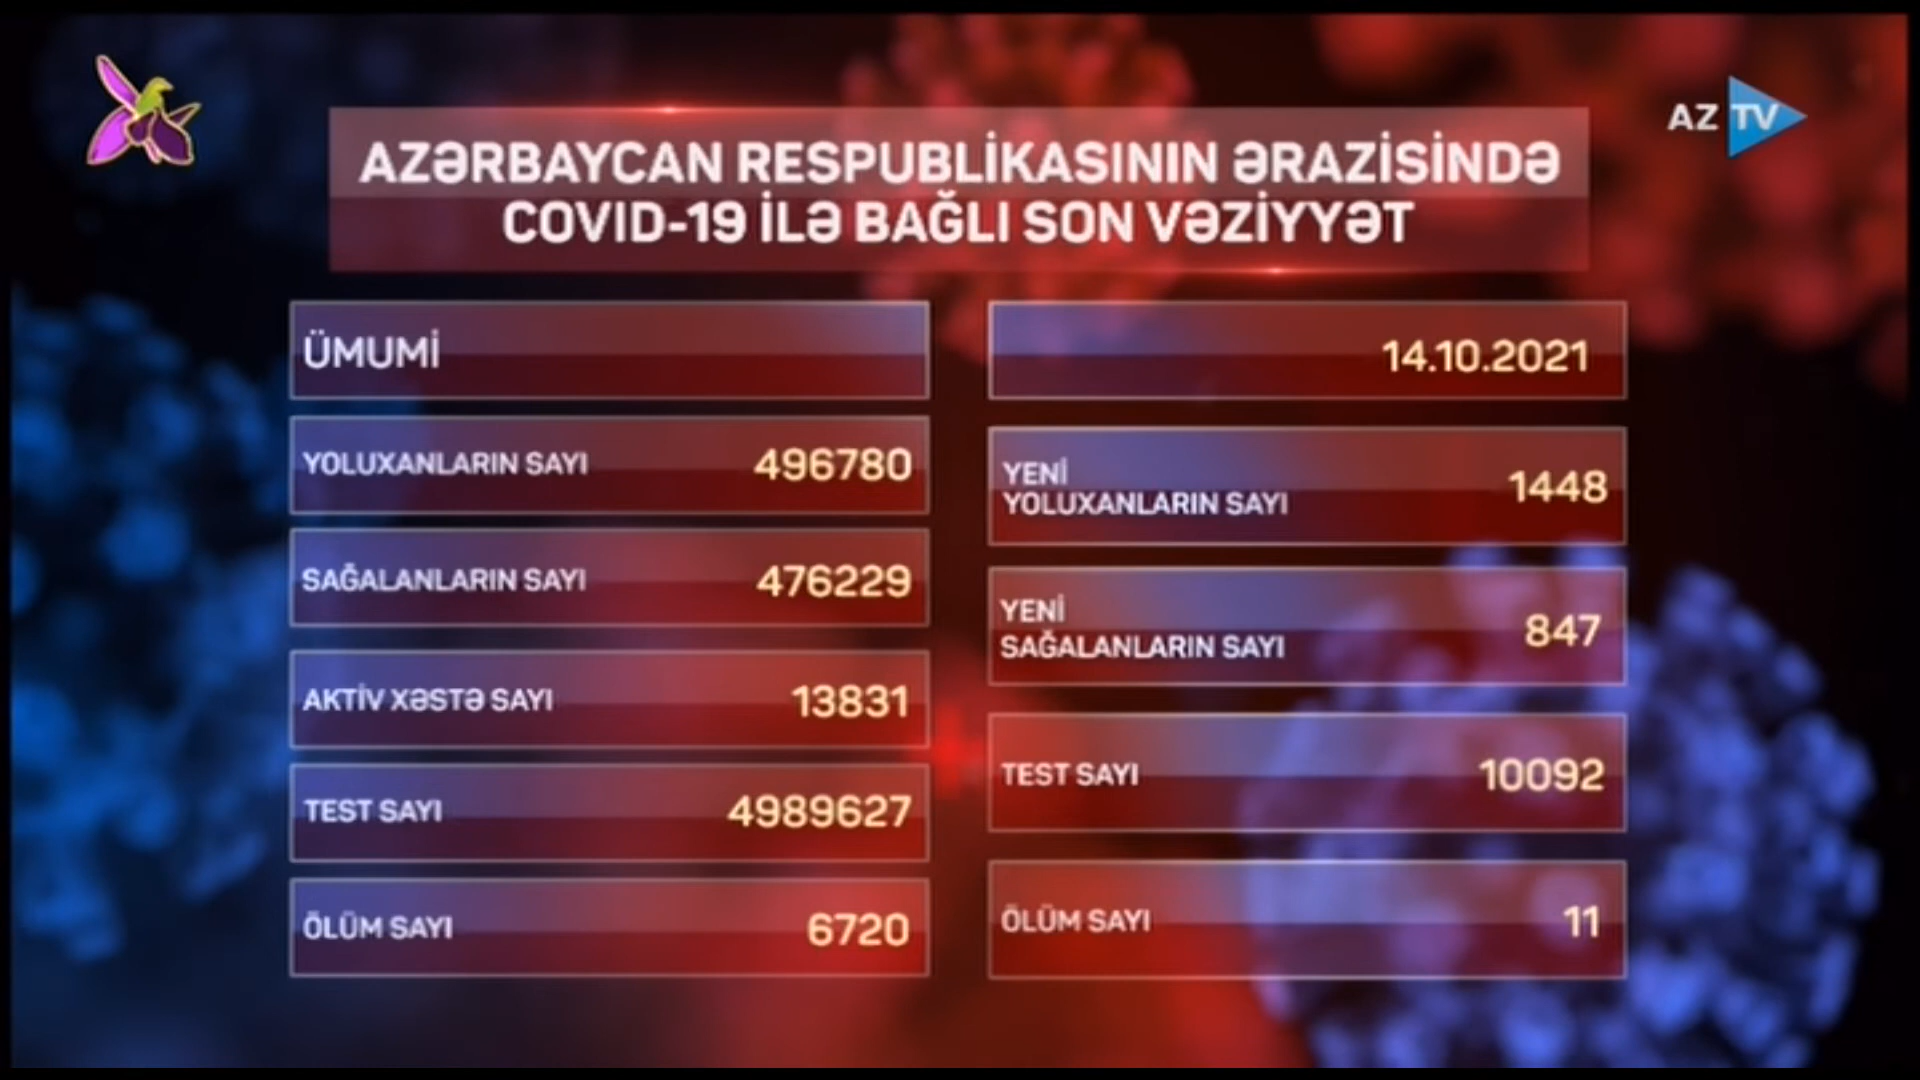 AZ TV
AZƏRBAYCAN RESPUBLİKASININ ƏRAZİSİNDƏ
COVID-19 İLƏ BAĞLI SON VƏZİYYƏT
ÜMUMİ
YOLUXANLARIN SAYI 496780
SAĞALANLARIN SAYI 476229
AKTİV XƏSTƏ SAYI 13831
TEST SAYI 4989627
ÖLÜM SAYI 6720
14.10.2021
YENİ
YOLUXANLARIN SAYI 1448
YENİ
SAĞALANLARIN SAYI 847
TEST SAYI 10092
ÖLÜM SAYI 11